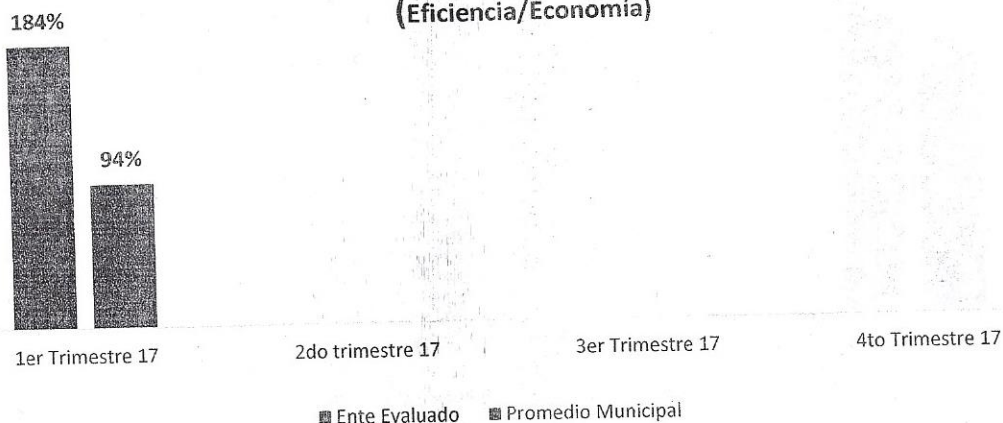 (Eficiencia/Economía)
184%
94%
1er Trimestre 17
2do trimestre 17
3er Trimestre 17
4to Trimestre 17
Ente Evaluado
Promedio Municipal